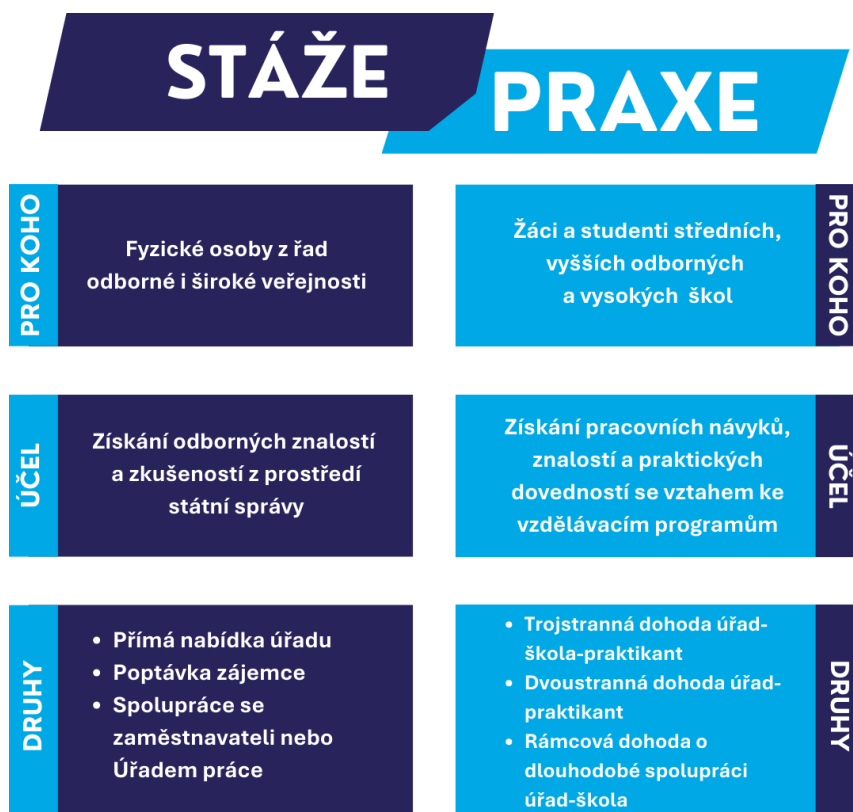 STÁŽE
PRAXE
PRO KOHO
Fyzické osoby z řad
odborné i široké veřejnosti
Žáci a studenti středních,
vyšších odborných
a vysokých škol
PRO KOHO
ÚČEL
Získání odborných znalostí
a zkušeností z prostředí
státní správy
Získání pracovních návyků,
znalostí a praktických
dovedností se vztahem ke
vzdělávacím programům
ÚČEL
DRUHY
• Přímá nabídka úřadu
• Poptávka zájemce
• Spolupráce se
zaměstnavateli nebo
Úřadem práce
• Trojstranná dohoda úřad-
škola-praktikant
• Dvoustranná dohoda úřad-
praktikant
• Rámcová dohoda o
dlouhodobé spolupráci
úřad-škola
DRUHY